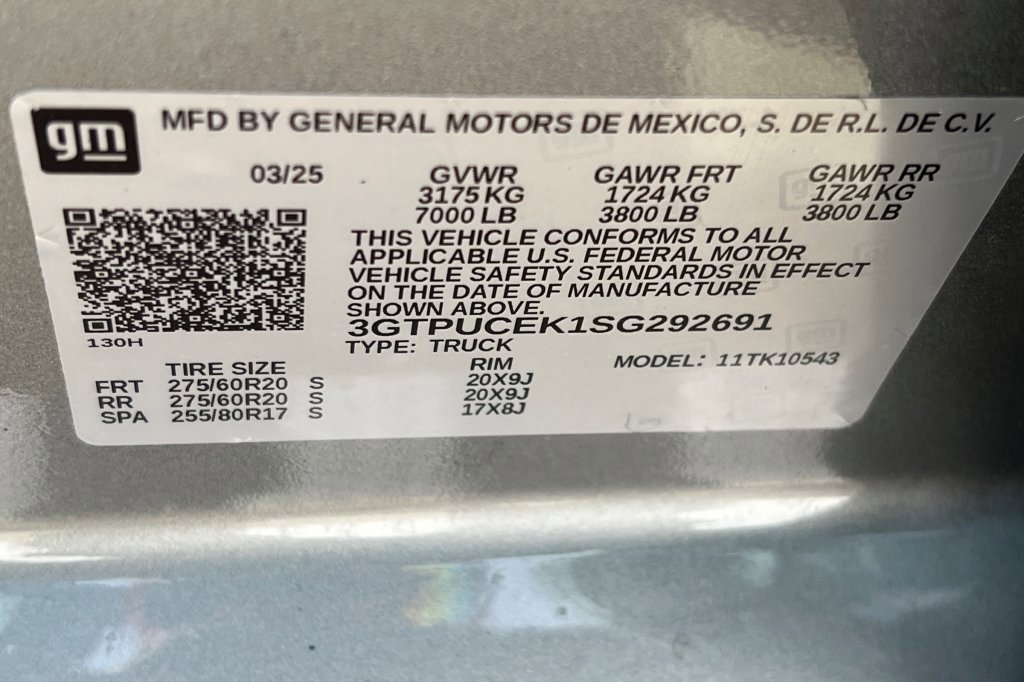 gm
MFD BY GENERAL MOTORS DE MEXICO, S. DE R.L. DE C.V.
03/25 GVWR GAWR FRT GAWR RR
3175 KG 1724 KG 1724 KG
7000 LB 3800 LB 3800 LB
THIS VEHICLE CONFORMS TO ALL
APPLICABLE U.S. FEDERAL MOTOR
VEHICLE SAFETY STANDARDS IN EFFECT
ON THE DATE OF MANUFACTURE
SHOWN ABOVE.
3GTPUCEK1SG292691
130H
TYPE: TRUCK
TIRE SIZE RIM MODEL: 11TK10543
FRT 275/60R20 S 20X9J
RR 275/60R20 S 20X9J
SPA 255/80R17 S 17X8J